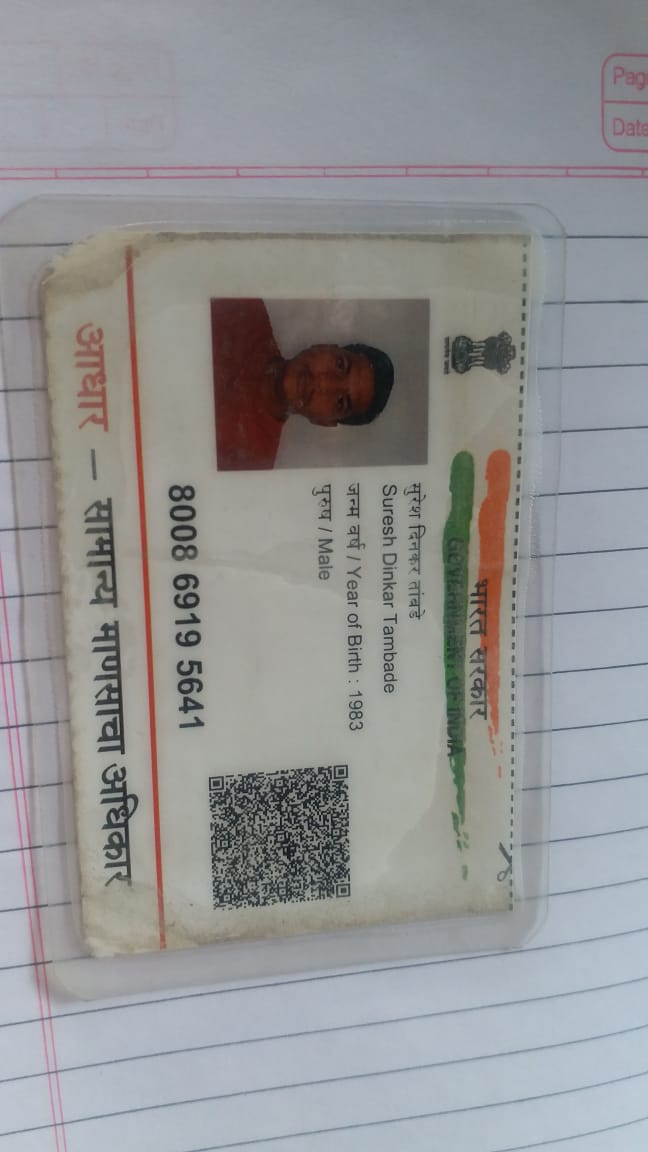 भारत सरकार
GOVERNMENT OF INDIA
सुरेश दिनकर तांबडे
Suresh Dinkar Tambade
जन्म वर्ष / Year of Birth : 1983
पुरुष / Male
8008 6919 5641
आधार – सामान्य माणसाचा अधिकार
Pag
Date